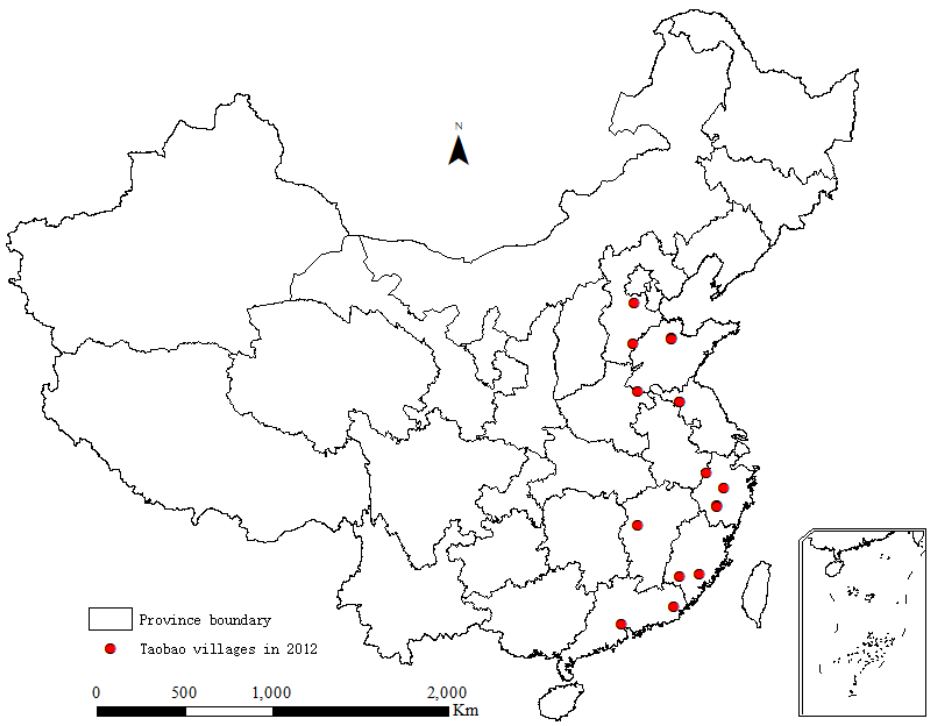 N
Province boundary
Taobao villages in 2012
0 500 1,000 2,000
Km